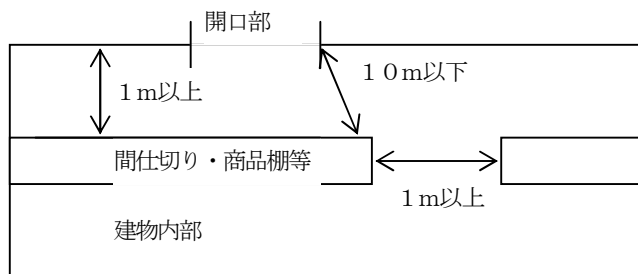 開口部
１０ｍ以下
１ｍ以上
間仕切り・商品棚等
１ｍ以上
建物内部